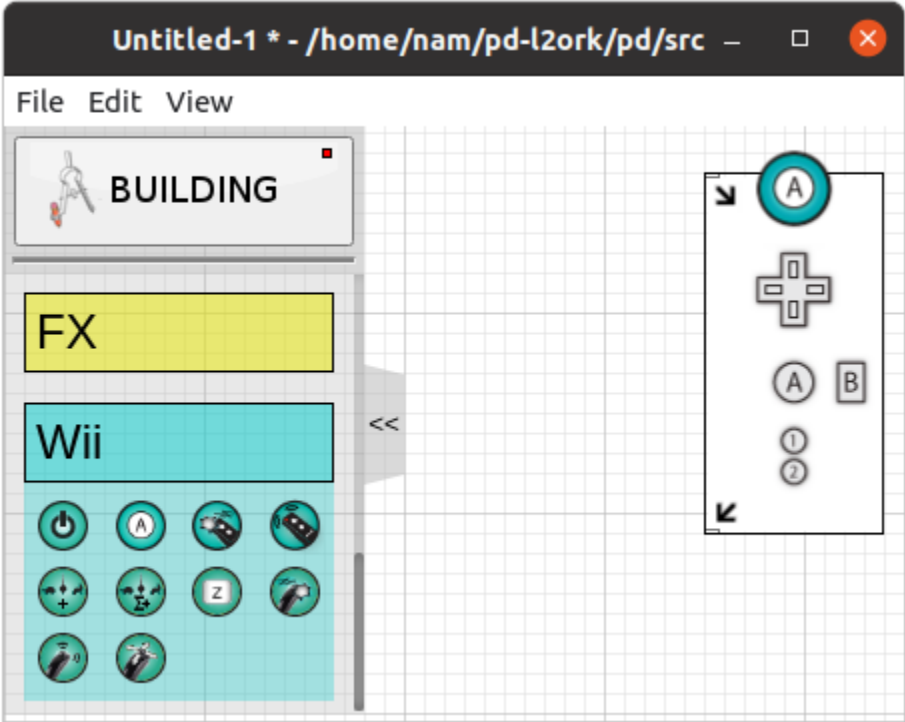 Untitled-1 * - /home/nam/pd-l2ork/pd/src
File Edit View
BUILDING
FX
Wii
<<
A
Z
+
Σ+
A
A B
1
2